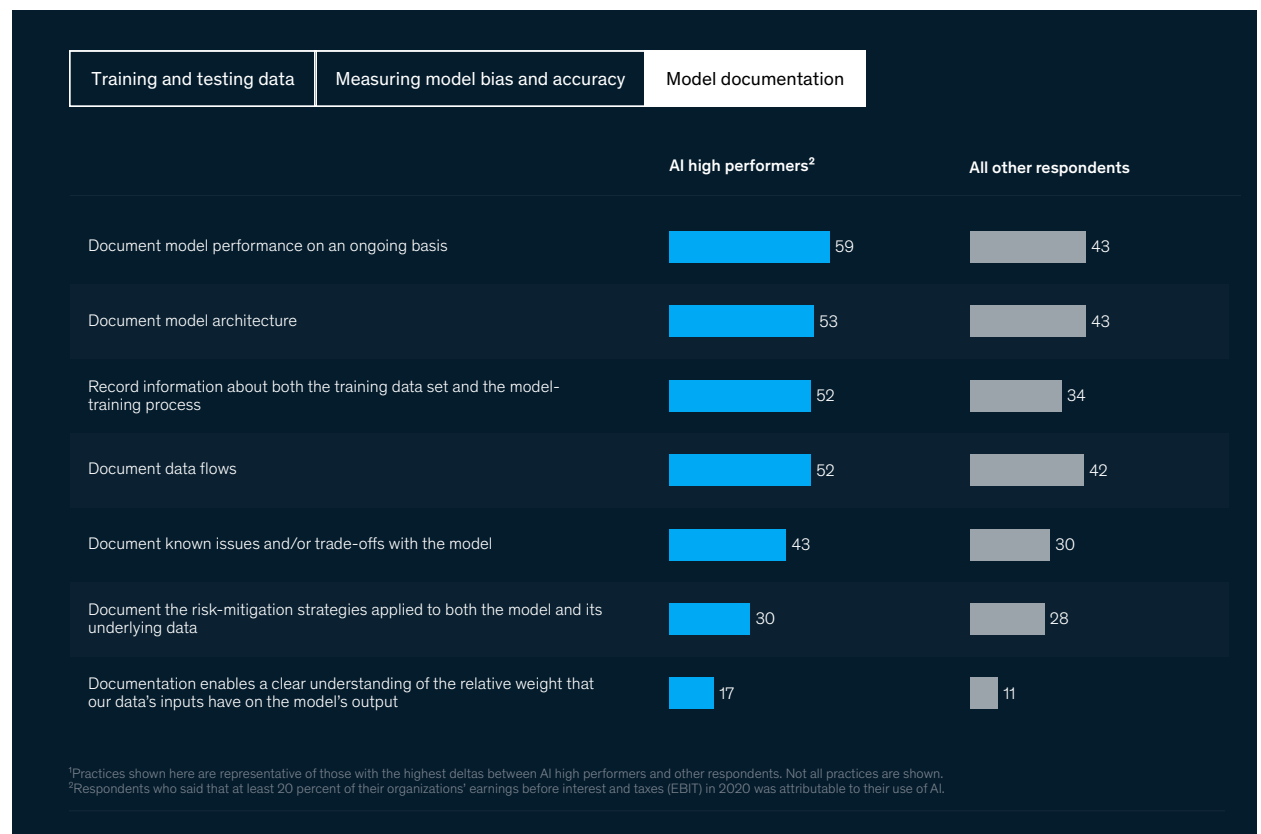 Training and testing data
Measuring model bias and accuracy
Model documentation
AI high performers²
All other respondents
Document model performance on an ongoing basis
59
43
Document model architecture
53
43
Record information about both the training data set and the model-
training process
52
34
Document data flows
52
42
Document known issues and/or trade-offs with the model
43
30
Document the risk-mitigation strategies applied to both the model and its
underlying data
30
28
Documentation enables a clear understanding of the relative weight that
our data’s inputs have on the model’s output
17
11
¹Practices shown here are representative of those with the highest deltas between AI high performers and other respondents. Not all practices are shown.
²Respondents who said that at least 20 percent of their organizations’ earnings before interest and taxes (EBIT) in 2020 was attributable to their use of AI.